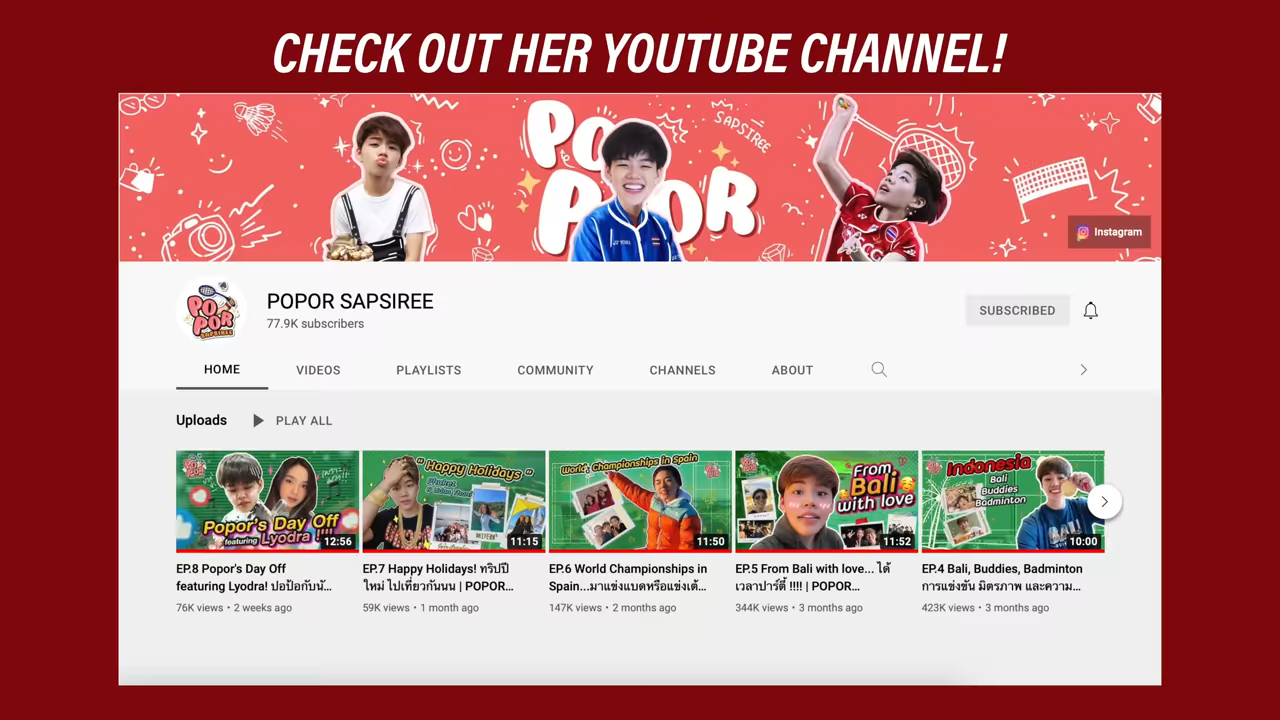 CHECK OUT HER YOUTUBE CHANNEL!
PO
POR
SAPSIREE
Instagram
PO
POR
SAPSIREE
POPOR SAPSIREE
77.9K subscribers
SUBSCRIBED
HOME VIDEOS PLAYLISTS COMMUNITY CHANNELS ABOUT
Uploads PLAY ALL
Popor's Day Off
featuring Lyodra !!!!
12:56
"Happy Holidays"
11:15
World Championships in Spain
11:50
From
Bali
with love
11:52
Indonesia
Bali
Buddies
Badminton
10:00
EP.8 Popor's Day Off
featuring Lyodra! ปอป้อกับนั...
76K views • 2 weeks ago
EP.7 Happy Holidays! ทริปปี
ใหม่ ไปเที่ยวกันนน | POPOR...
59K views • 1 month ago
EP.6 World Championships in
Spain...มาแข่งแบดหรือแข่งเต้...
147K views • 2 months ago
EP.5 From Bali with love... ได้
เวลาปาร์ตี้ !!!! | POPOR...
344K views • 3 months ago
EP.4 Bali, Buddies, Badminton
การแข่งขัน มิตรภาพ และความ...
423K views • 3 months ago